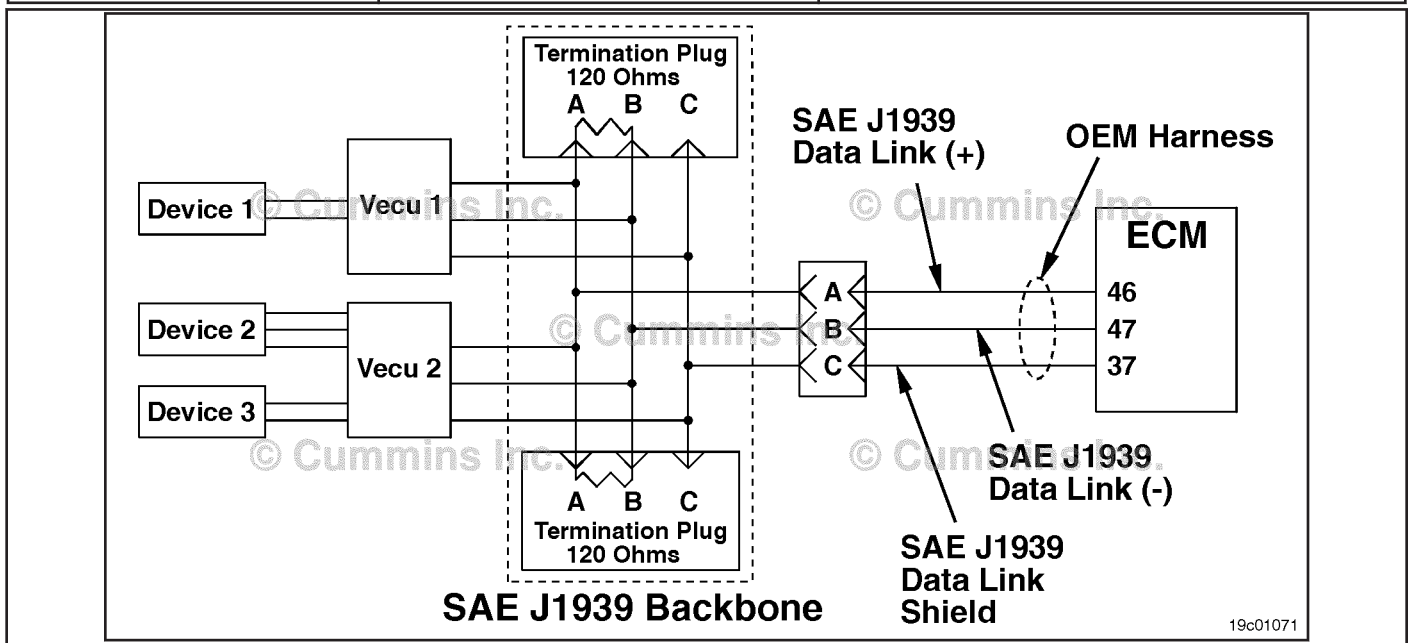 Termination Plug
120 Ohms
A B C
SAE J1939
Data Link (+)
OEM Harness
Device 1
Vecu 1
© Cummins Inc.
© Cummins Inc.
ECM
A
46
Device 2
© Cummins Inc.
B
47
Vecu 2
C
37
Device 3
© Cummins Inc.
© Cummins Inc.
SAE J1939
Data Link (-)
A B C
Termination Plug
120 Ohms
SAE J1939
Data Link
Shield
SAE J1939 Backbone
19c01071